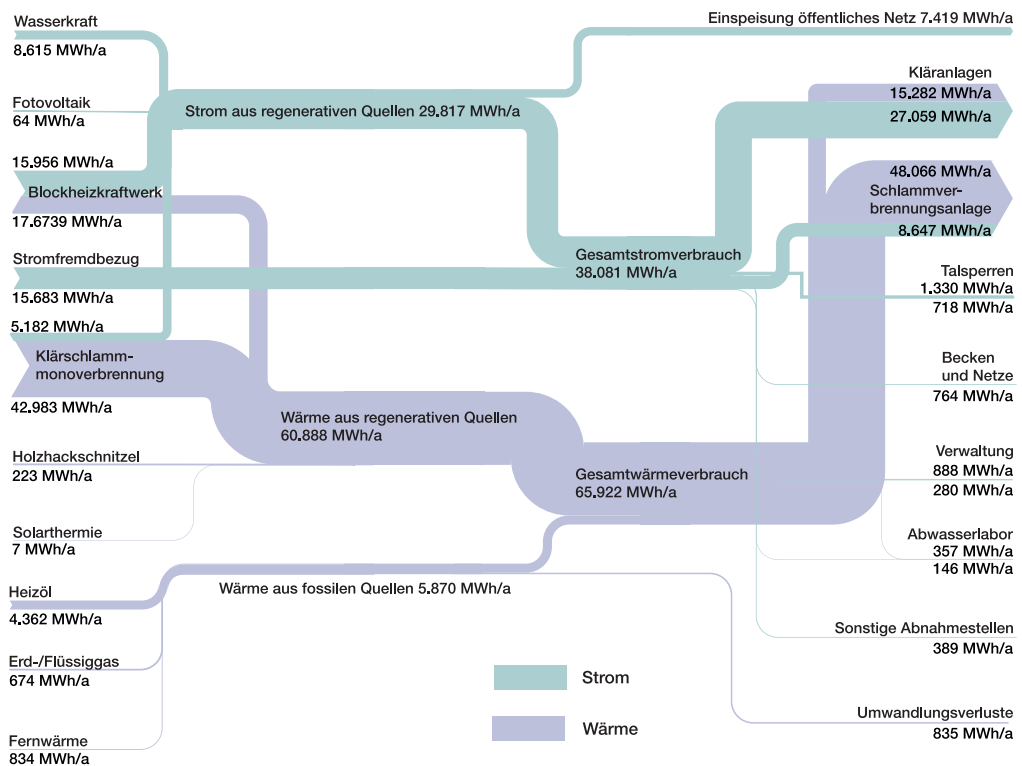 Wasserkraft
8.615 MWh/a
Fotovoltaik
64 MWh/a
15.956 MWh/a
Blockheizkraftwerk
17.6739 MWh/a
Stromfremdbezug
15.683 MWh/a
5.182 MWh/a
Klärschlamm-
monoverbrennung
42.983 MWh/a
Holzhackschnitzel
223 MWh/a
Solarthermie
7 MWh/a
Heizöl
4.362 MWh/a
Erd-/Flüssiggas
674 MWh/a
Fernwärme
834 MWh/a
Strom aus regenerativen Quellen 29.817 MWh/a
Wärme aus regenerativen Quellen
60.888 MWh/a
Wärme aus fossilen Quellen 5.870 MWh/a
Gesamtstromverbrauch
38.081 MWh/a
Gesamtwärmeverbrauch
65.922 MWh/a
Strom
Wärme
Einspeisung öffentliches Netz 7.419 MWh/a
Kläranlagen
15.282 MWh/a
27.059 MWh/a
48.066 MWh/a
Schlammver-
brennungsanlage
8.647 MWh/a
Talsperren
1.330 MWh/a
718 MWh/a
Becken
und Netze
764 MWh/a
Verwaltung
888 MWh/a
280 MWh/a
Abwasserlabor
357 MWh/a
146 MWh/a
Sonstige Abnahmestellen
389 MWh/a
Umwandlungsverluste
835 MWh/a